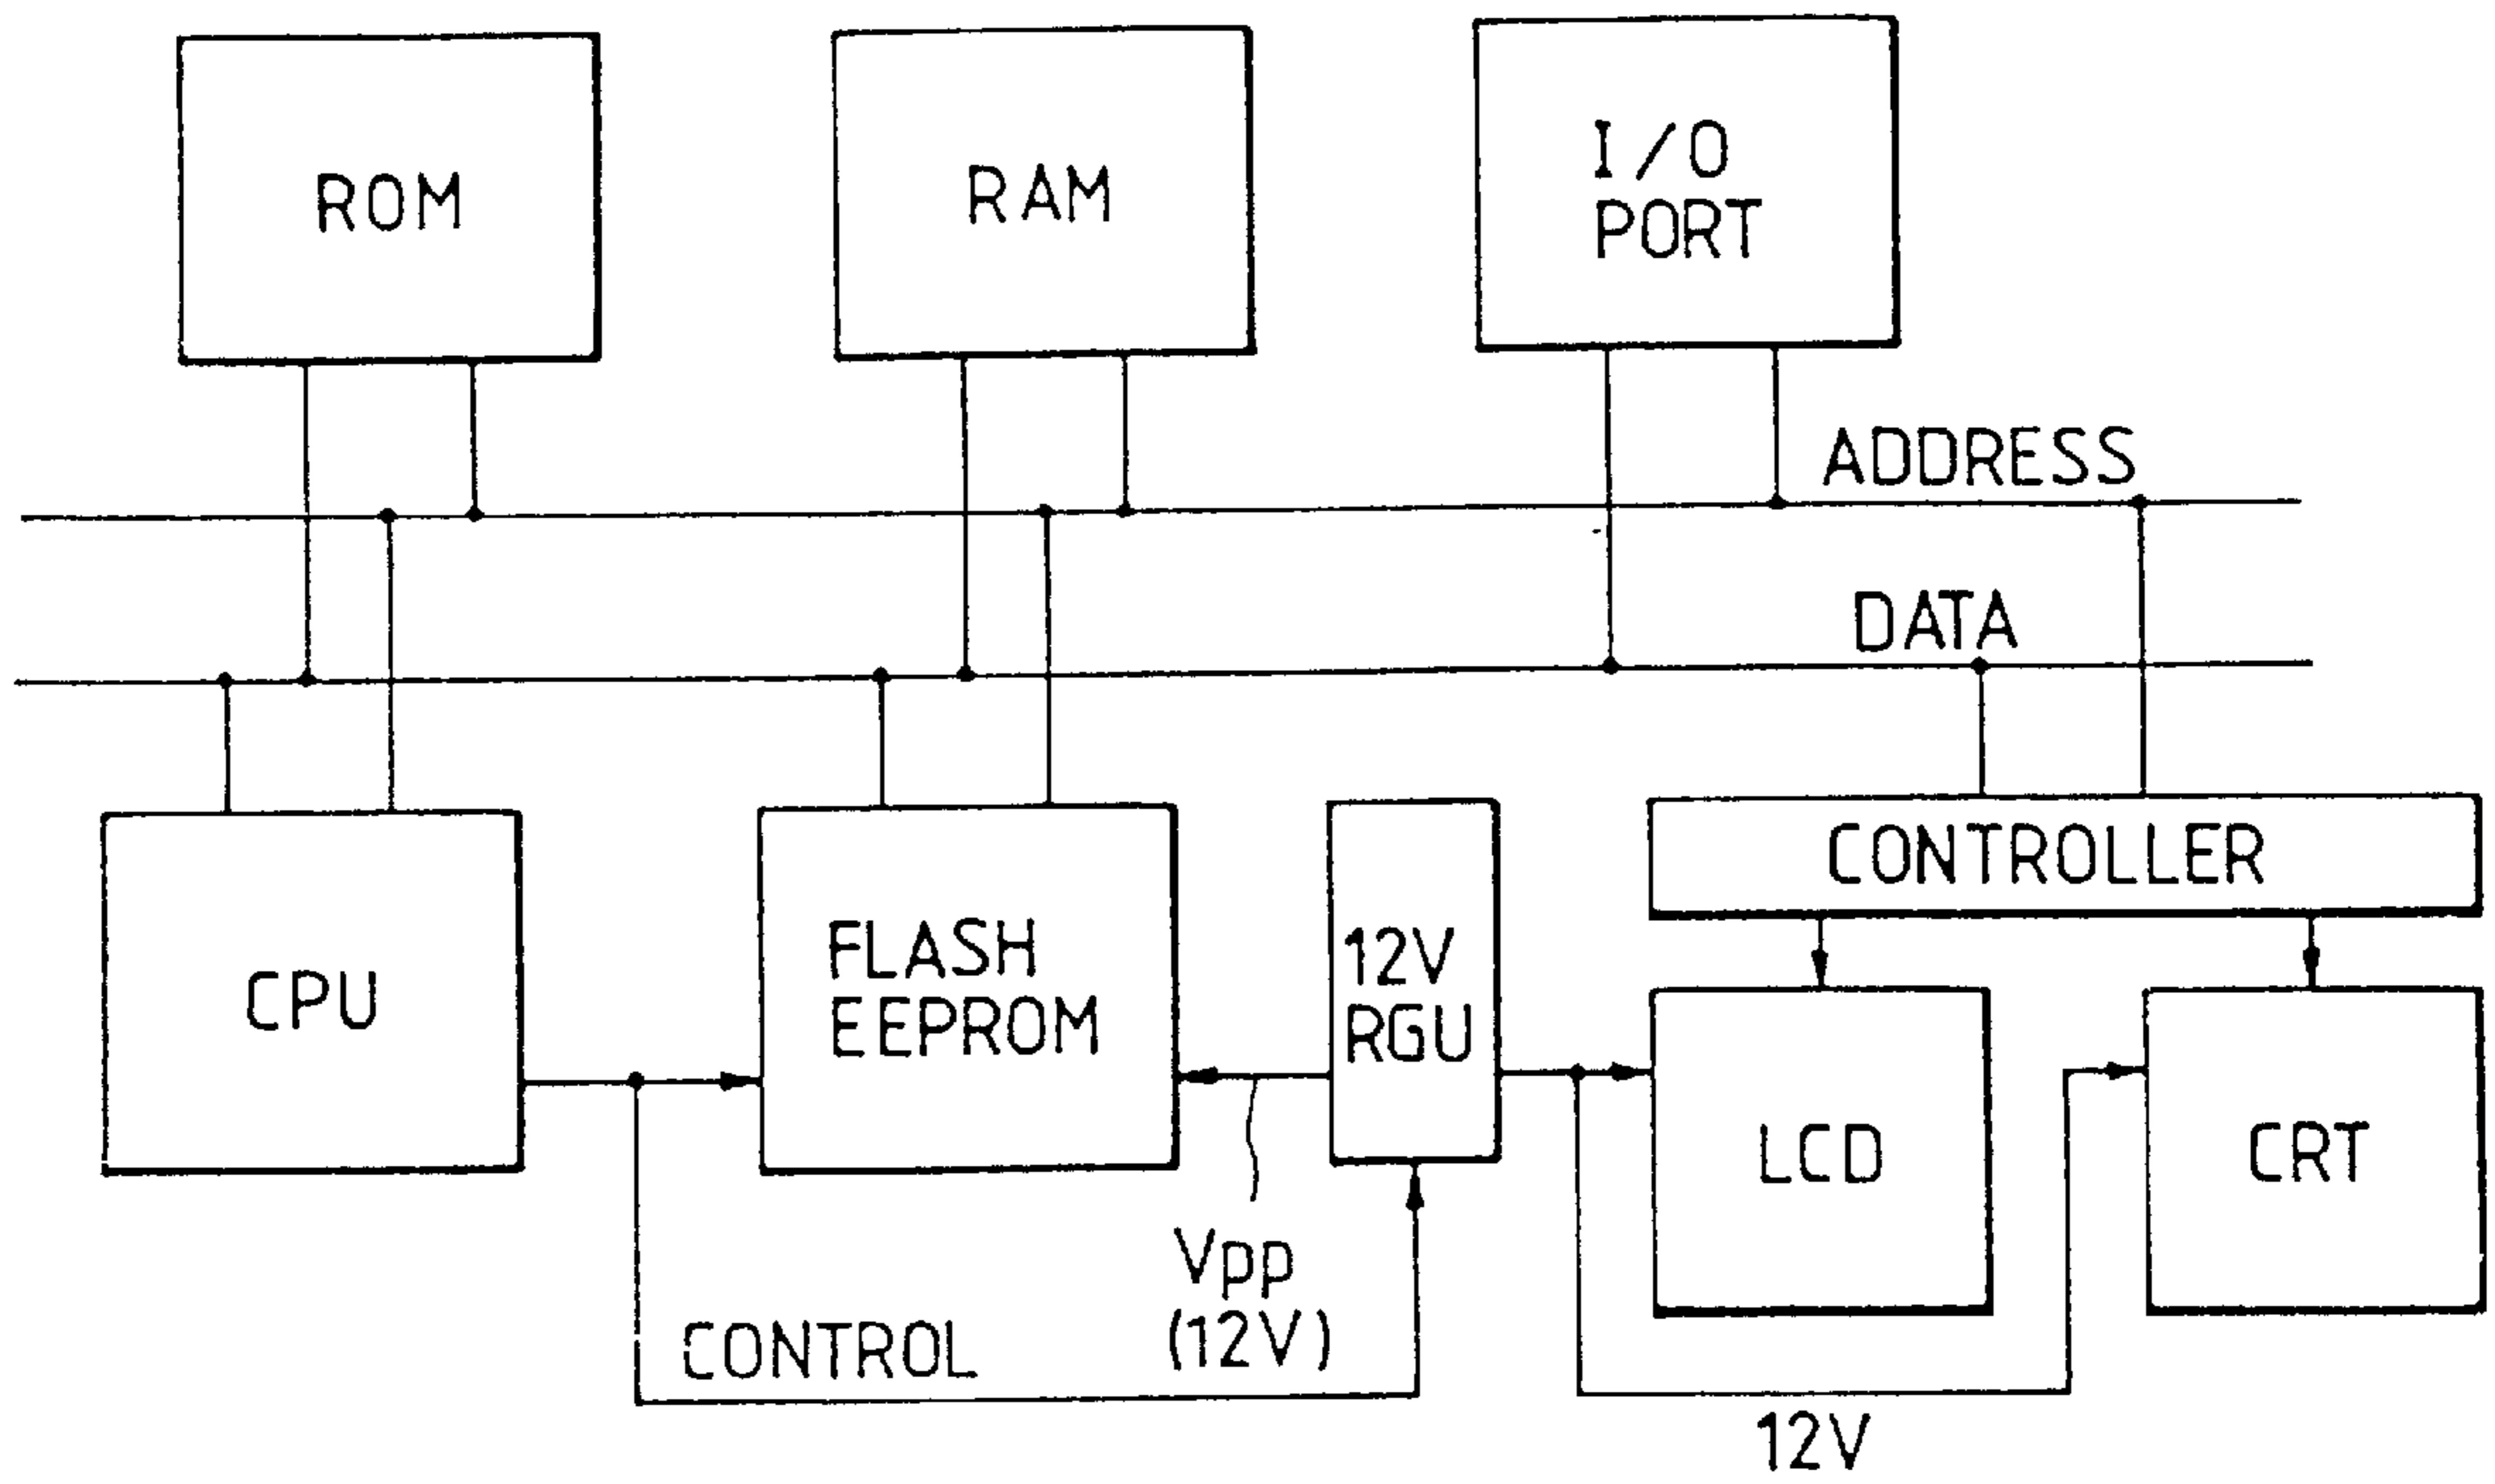 ROM
RAM
I/O
PORT
ADDRESS
DATA
CONTROLLER
CPU
FLASH
EEPROM
12V
RGU
LCD
CRT
VPP
(12V)
CONTROL
12V